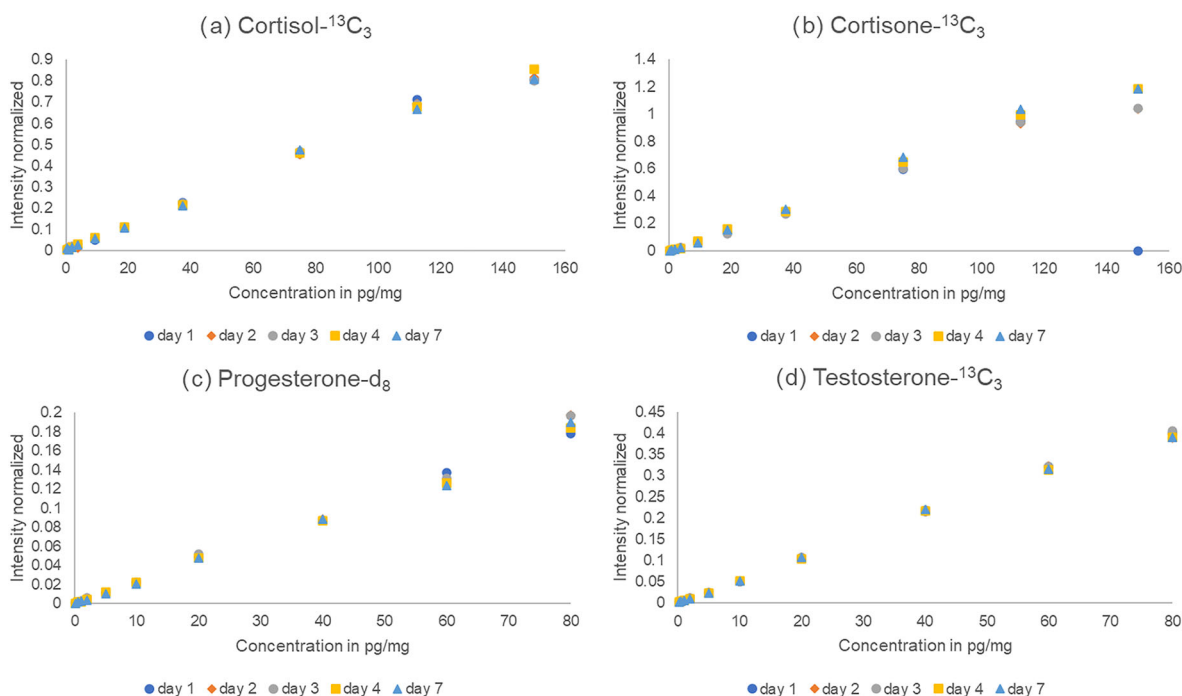 (a) Cortisol-¹³C₃
Intensity normalized
0.9
0.8
0.7
0.6
0.5
0.4
0.3
0.2
0.1
0
0 20 40 60 80 100 120 140 160
Concentration in pg/mg
day 1 day 2 day 3 day 4 day 7
(b) Cortisone-¹³C₃
Intensity normalized
1.4
1.2
1
0.8
0.6
0.4
0.2
0
0 20 40 60 80 100 120 140 160
Concentration in pg/mg
day 1 day 2 day 3 day 4 day 7
(c) Progesterone-d₈
Intensity normalized
0.2
0.18
0.16
0.14
0.12
0.1
0.08
0.06
0.04
0.02
0
0 10 20 30 40 50 60 70 80
Concentration in pg/mg
day 1 day 2 day 3 day 4 day 7
(d) Testosterone-¹³C₃
Intensity normalized
0.45
0.4
0.35
0.3
0.25
0.2
0.15
0.1
0.05
0
0 10 20 30 40 50 60 70 80
Concentration in pg/mg
day 1 day 2 day 3 day 4 day 7